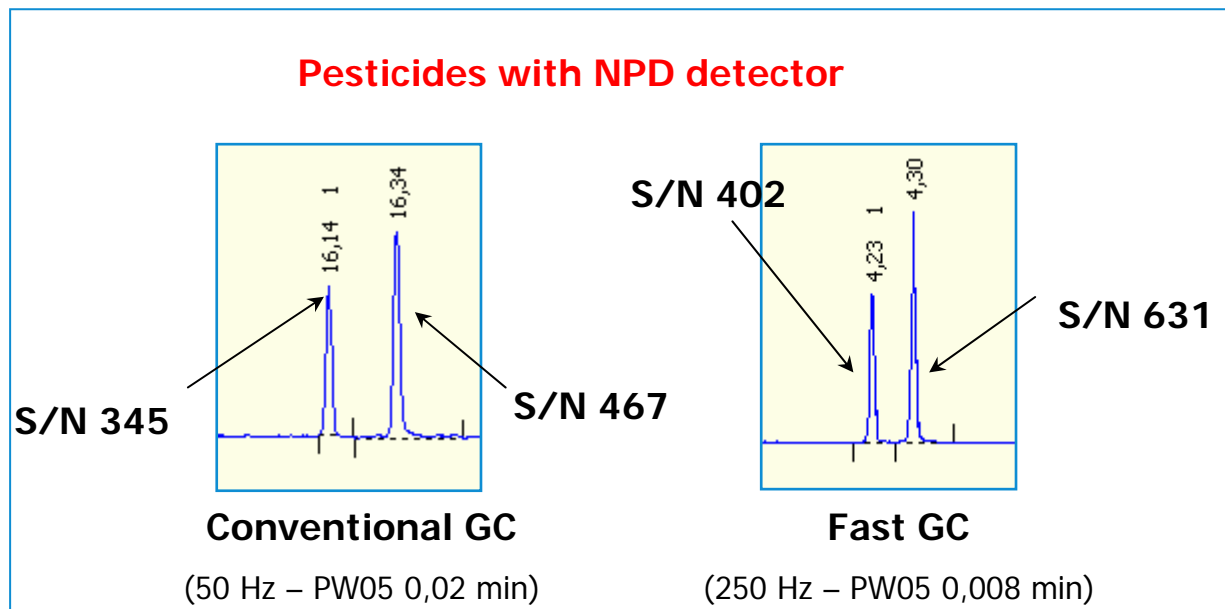 Pesticides with NPD detector
16,14 1
16,34
S/N 345
S/N 467
Conventional GC
(50 Hz – PW05 0,02 min)
S/N 402
4,23 1
4,30
S/N 631
Fast GC
(250 Hz – PW05 0,008 min)